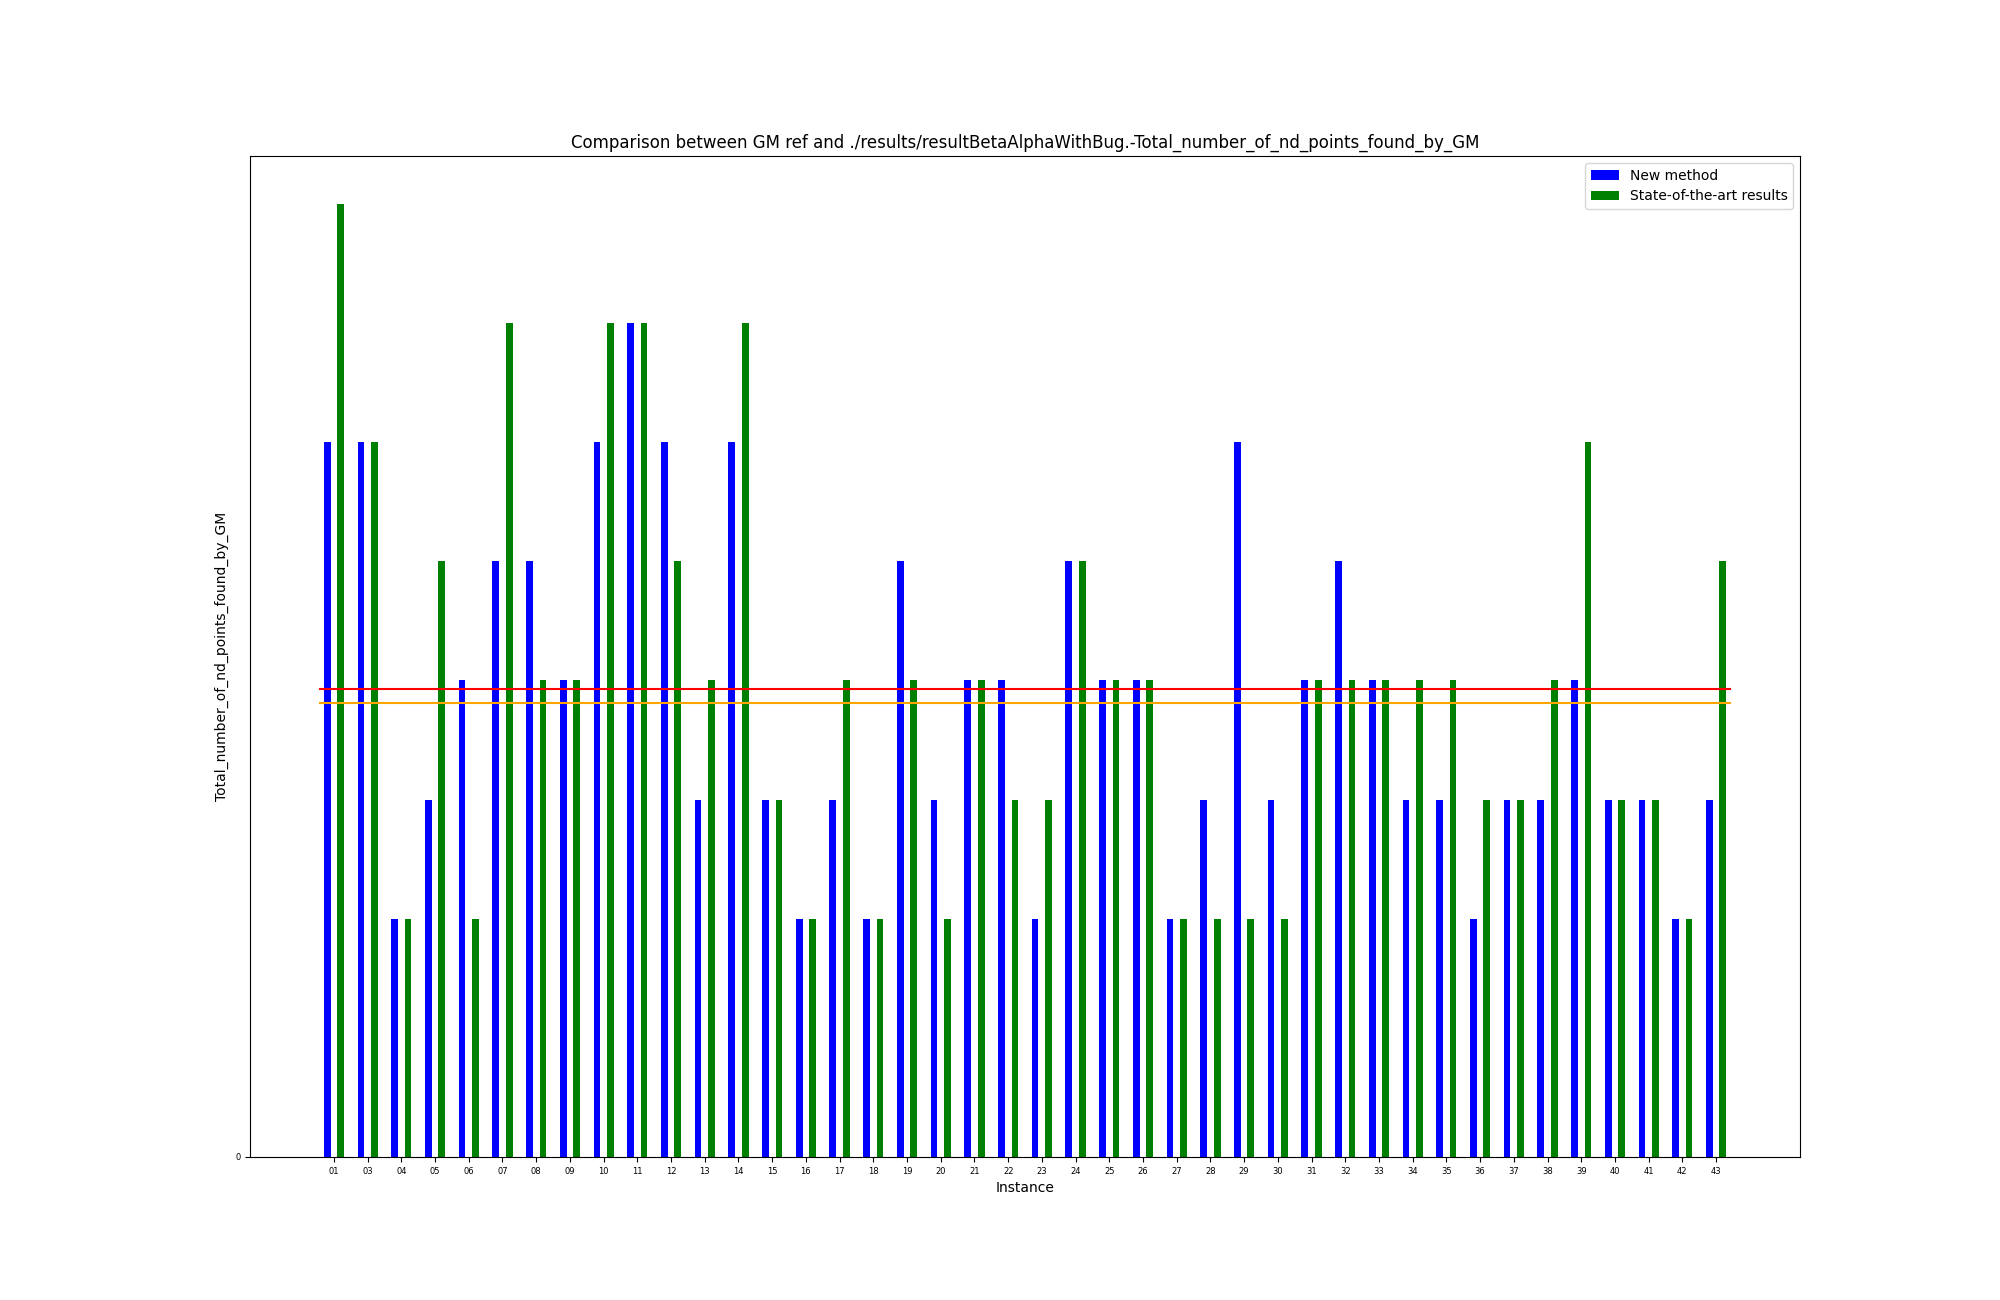 Comparison between GM ref and ./results/resultBetaAlphaWithBug.-Total_number_of_nd_points_found_by_GM
New method
State-of-the-art results
Total_number_of_nd_points_found_by_GM
0
01 03 04 05 06 07 08 09 10 11 12 13 14 15 16 17 18 19 20 21 22 23 24 25 26 27 28 29 30 31 32 33 34 35 36 37 38 39 40 41 42 43
Instance